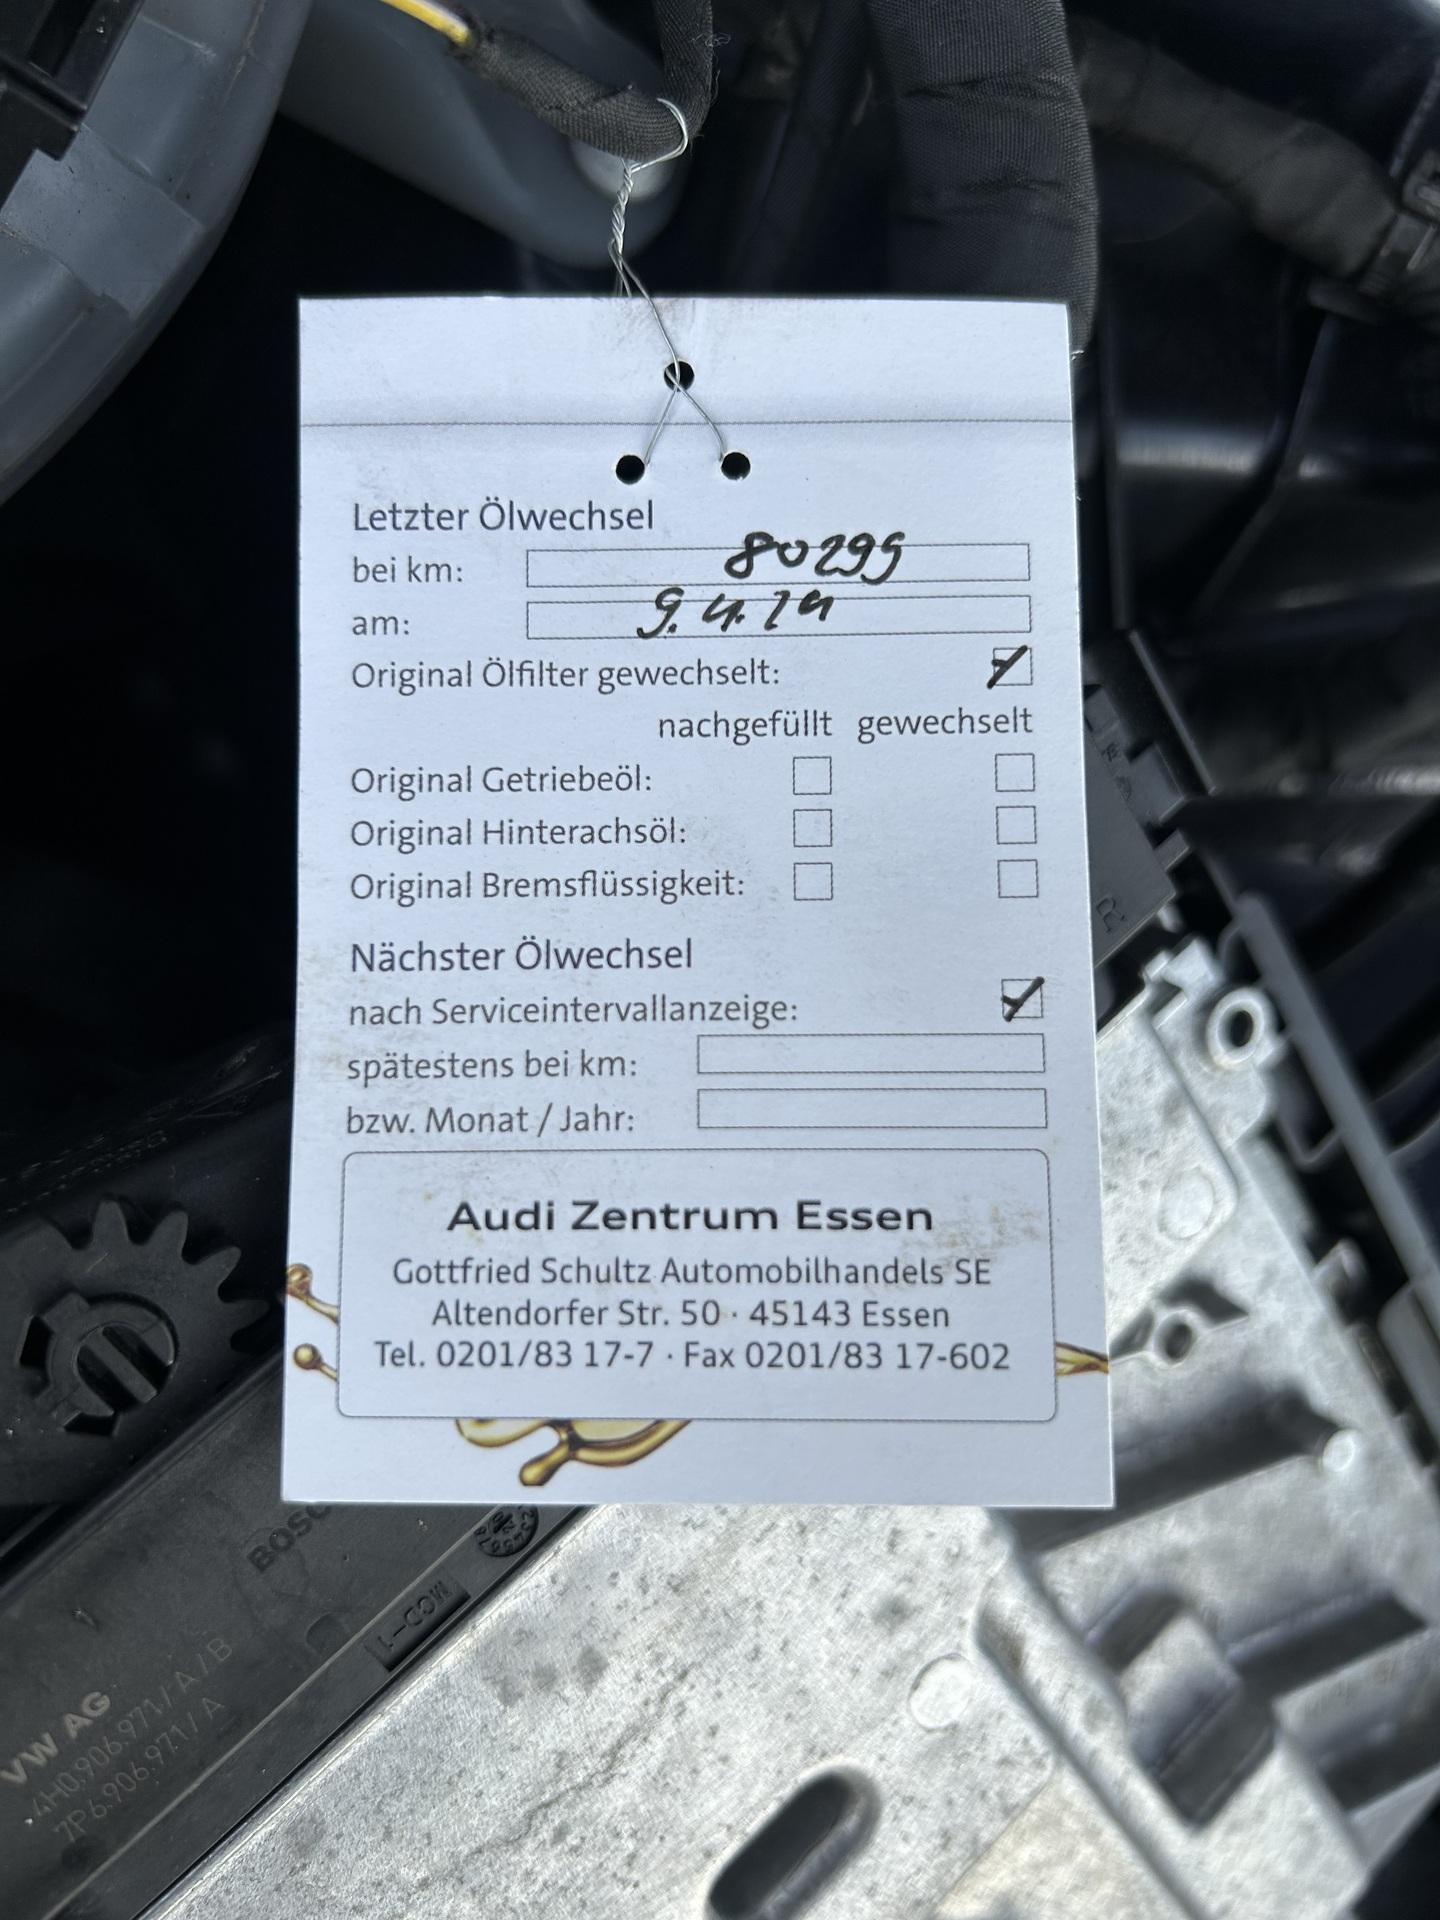 Letzter Ölwechsel
bei km: 80299
am: 9.4.24
Original Ölfilter gewechselt:
nachgefüllt gewechselt
Original Getriebeöl:
Original Hinterachsöl:
Original Bremsflüssigkeit:
Nächster Ölwechsel
nach Serviceintervallanzeige:
spätestens bei km:
bzw. Monat / Jahr:
Audi Zentrum Essen
Gottfried Schultz Automobilhandels SE
Altendorfer Str. 50 · 45143 Essen
Tel. 0201/83 17-7 · Fax 0201/83 17-602
BOSC
MCD-1
VW AG
4H0.906.971/A/B
7P6.906.971/A